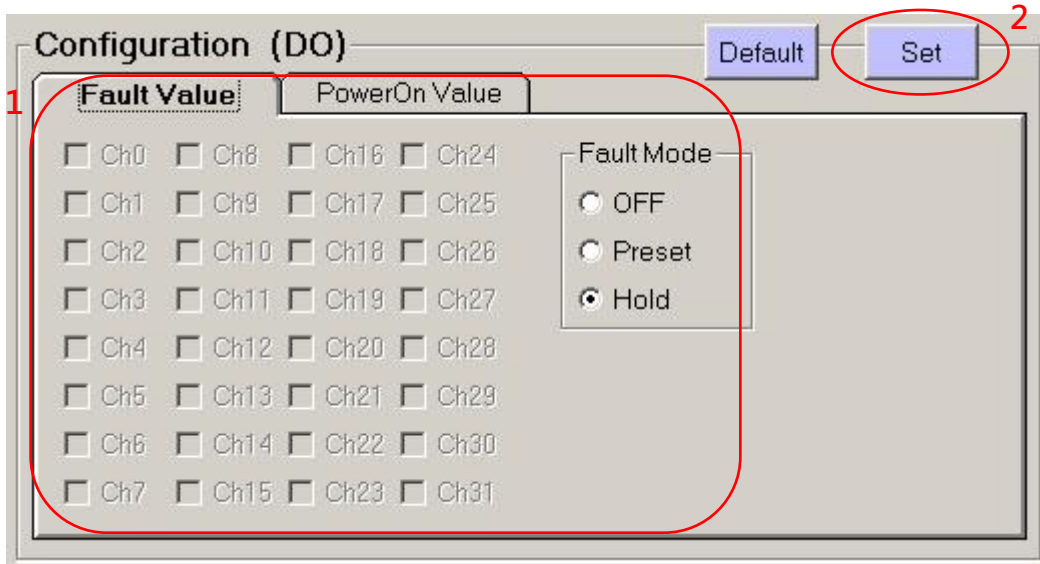 2
Configuration (DO) Default Set
1
Fault Value PowerOn Value
Ch0 Ch8 Ch16 Ch24 Fault Mode
Ch1 Ch9 Ch17 Ch25 OFF
Ch2 Ch10 Ch18 Ch26 Preset
Ch3 Ch11 Ch19 Ch27 Hold
Ch4 Ch12 Ch20 Ch28
Ch5 Ch13 Ch21 Ch29
Ch6 Ch14 Ch22 Ch30
Ch7 Ch15 Ch23 Ch31